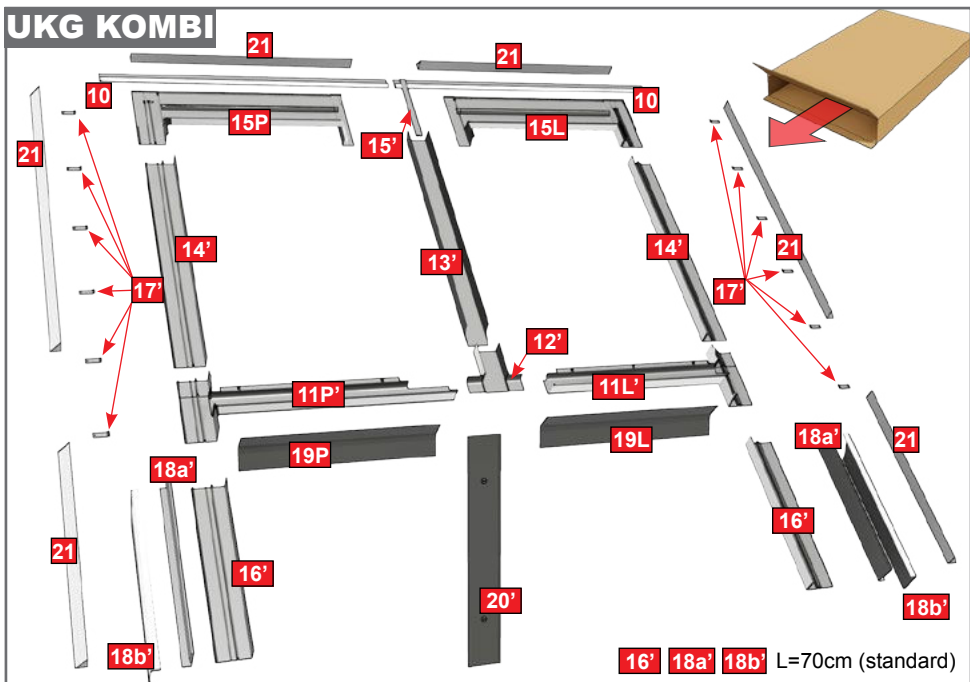 UKG KOMBI
21 21
10 10
15P 15' 15L
21
14' 13' 14' 21
17' 17'
12'
11P' 11L'
19P 19L
18a' 18a' 21
21 16' 20' 16'
18b' 18b'
16' 18a' 18b' L=70cm (standard)